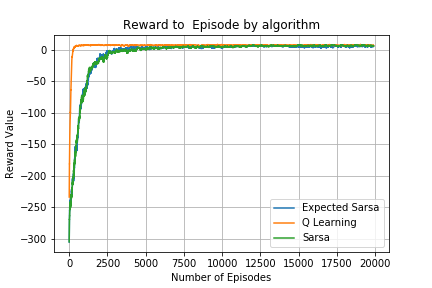 Reward to  Episode by algorithm
Reward Value
0
−50
−100
−150
−200
−250
−300
Expected Sarsa
Q Learning
Sarsa
0 2500 5000 7500 10000 12500 15000 17500 20000
Number of Episodes